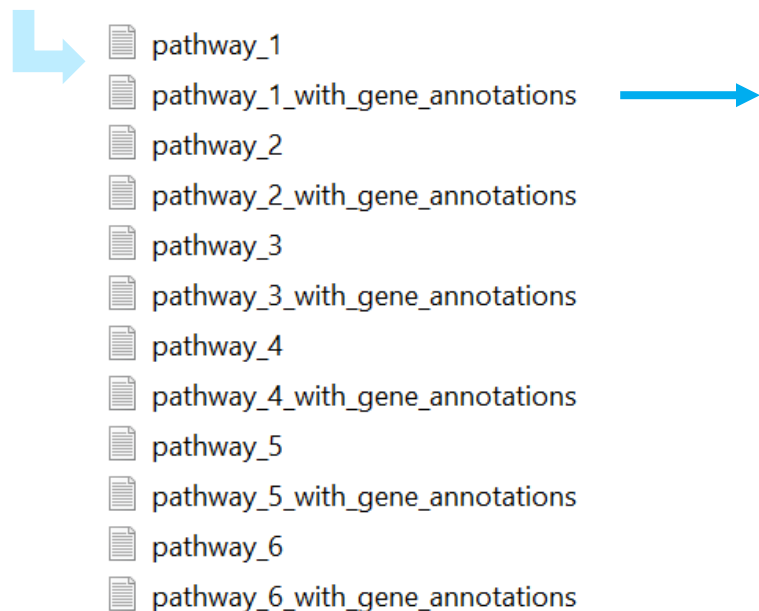 pathway_1
pathway_1_with_gene_annotations
pathway_2
pathway_2_with_gene_annotations
pathway_3
pathway_3_with_gene_annotations
pathway_4
pathway_4_with_gene_annotations
pathway_5
pathway_5_with_gene_annotations
pathway_6
pathway_6_with_gene_annotations